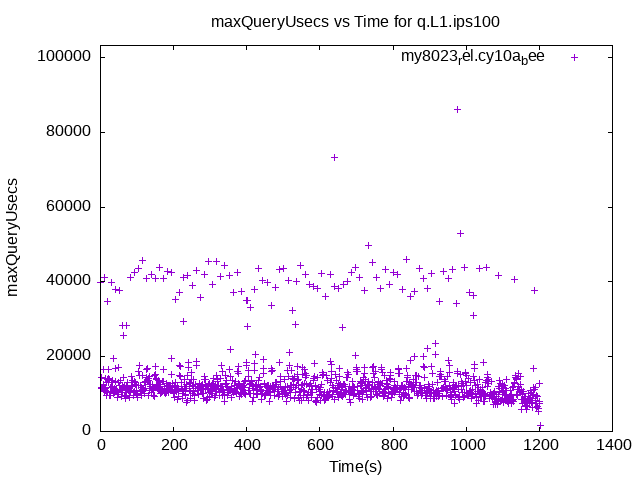 maxQueryUsecs vs Time for q.L1.ips100
my8023rel.cy10abee
100000
80000
60000
40000
20000
0
maxQueryUsecs
0 200 400 600 800 1000 1200 1400
Time(s)